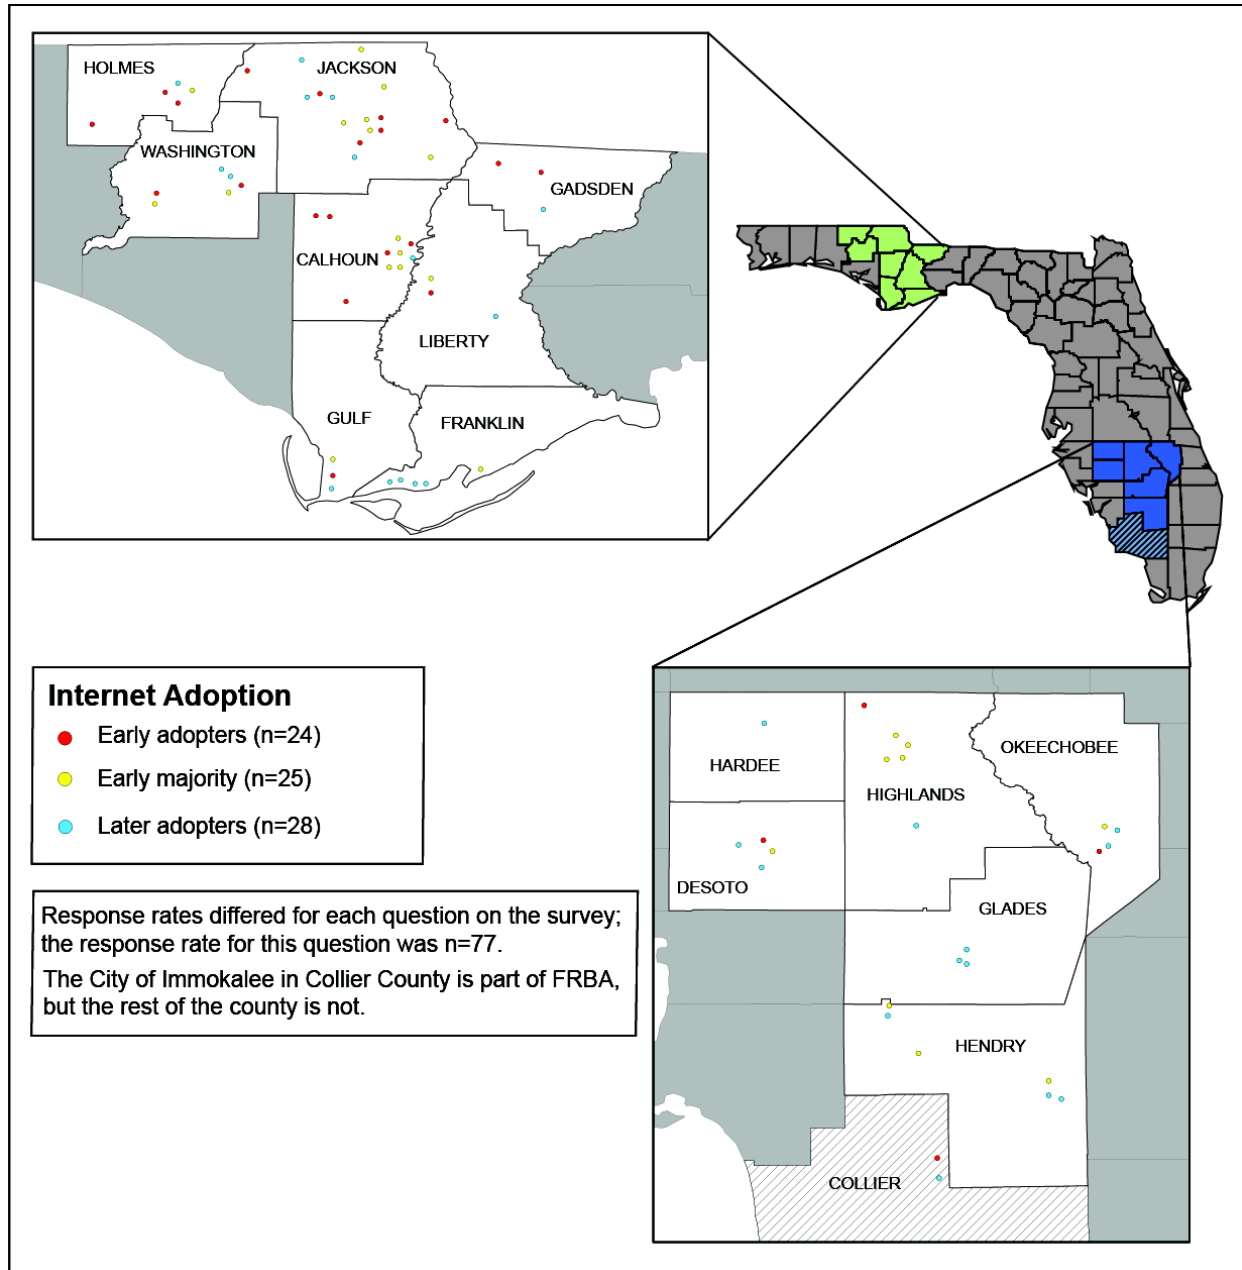 HOLMES
JACKSON
WASHINGTON
GADSDEN
CALHOUN
LIBERTY
GULF
FRANKLIN
Internet Adoption
Early adopters (n=24)
Early majority (n=25)
Later adopters (n=28)
Response rates differed for each question on the survey;
the response rate for this question was n=77.
The City of Immokalee in Collier County is part of FRBA,
but the rest of the county is not.
OKEECHOBEE
HARDEE
HIGHLANDS
DESOTO
GLADES
HENDRY
COLLIER